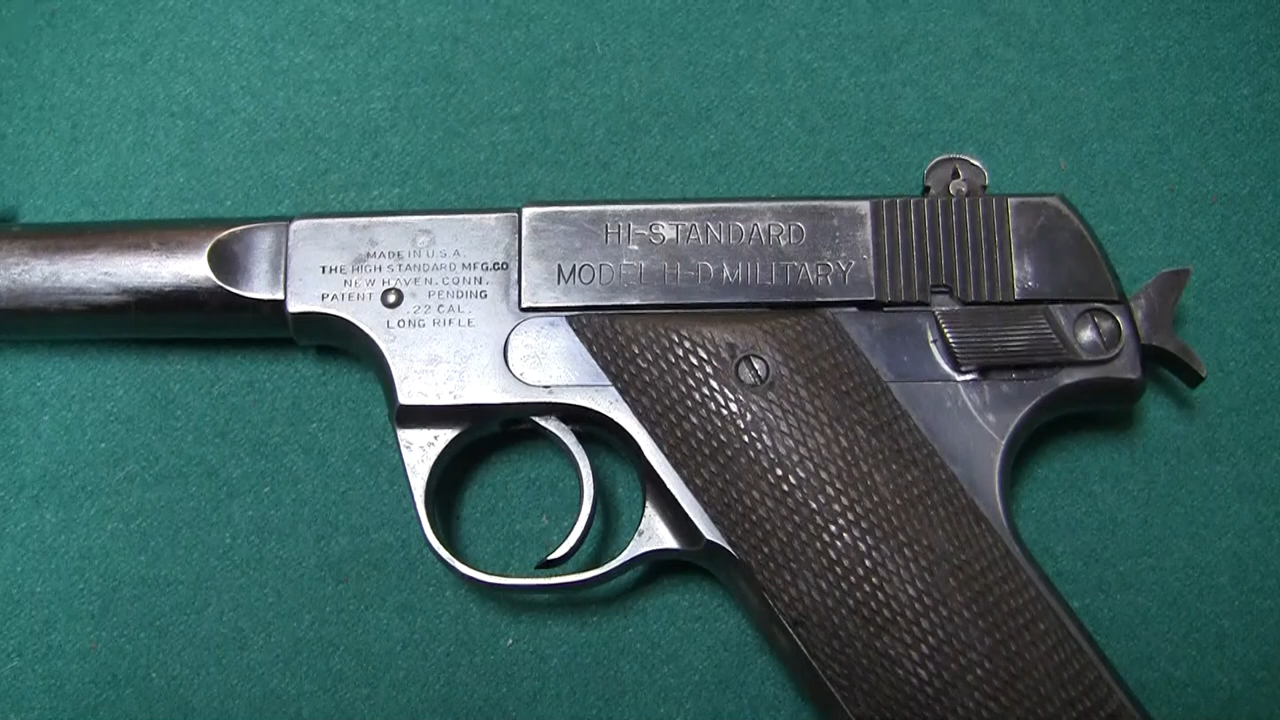 MADE IN U.S.A.
THE HIGH STANDARD MFG.CO
NEW HAVEN.CONN.
PATENT PENDING
.22 CAL.
LONG RIFLE
HI-STANDARD
MODEL H-D MILITARY